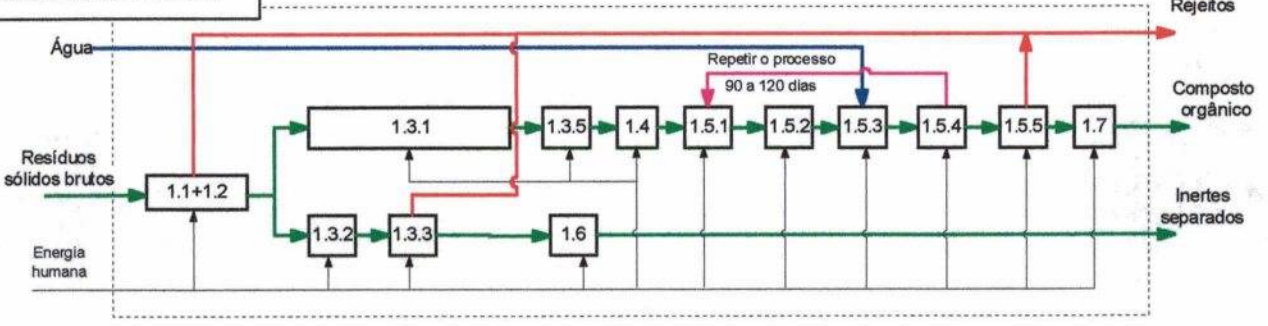 Rejeitos
Água
Repetir o processo
90 a 120 dias
Composto
orgânico
1.3.1
1.3.5
1.4
1.5.1
1.5.2
1.5.3
1.5.4
1.5.5
1.7
Resíduos
sólidos brutos
1.1+1.2
Inertes
separados
1.3.2
1.3.3
1.6
Energia
humana